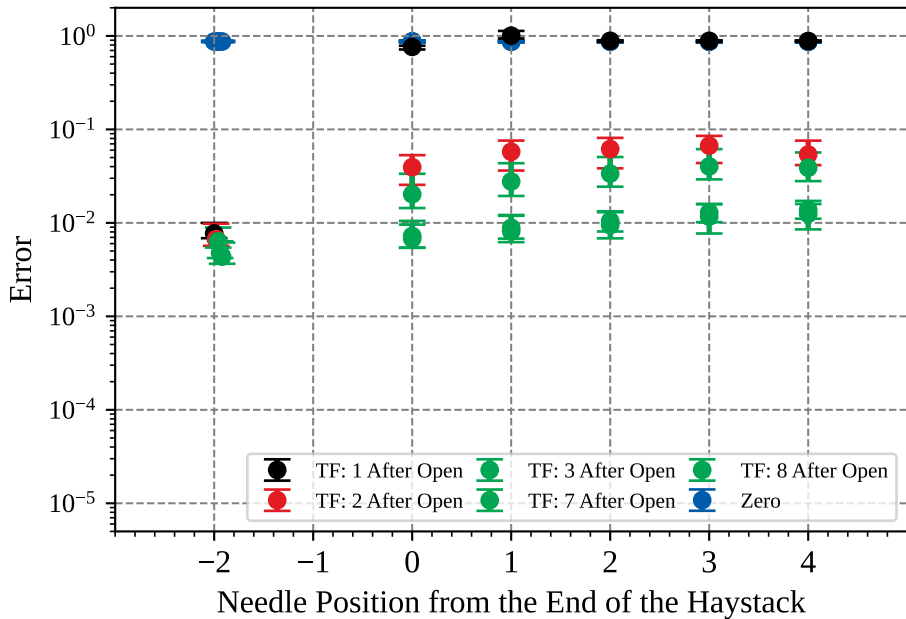 10⁰
10⁻¹
10⁻²
10⁻³
10⁻⁴
10⁻⁵
Error
TF: 1 After Open
TF: 3 After Open
TF: 8 After Open
TF: 2 After Open
TF: 7 After Open
Zero
−2 −1 0 1 2 3 4
Needle Position from the End of the Haystack